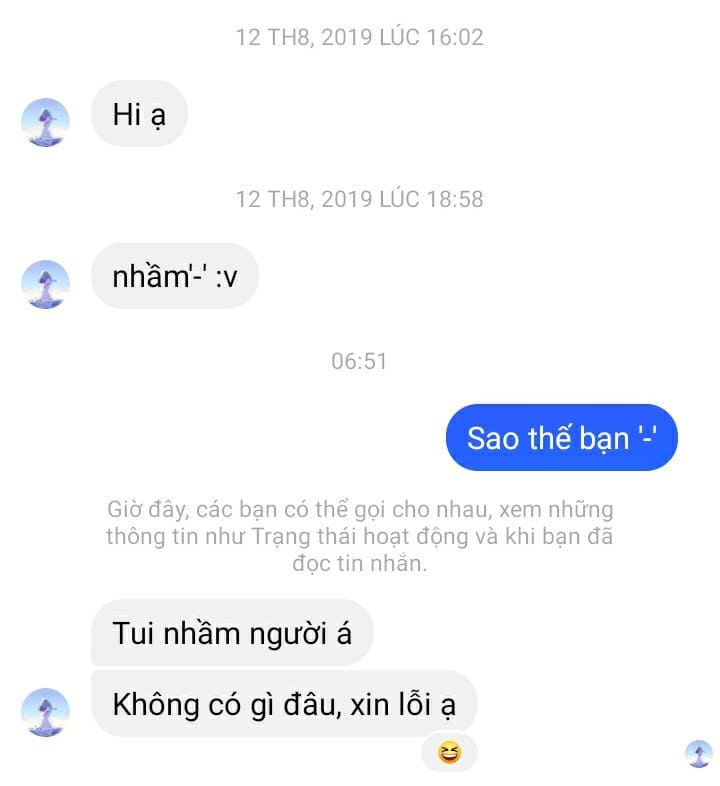 12 TH8, 2019 LÚC 16:02
Hi ạ
12 TH8, 2019 LÚC 18:58
nhầm'-' :v
06:51
Sao thế bạn '-'
Giờ đây, các bạn có thể gọi cho nhau, xem những
thông tin như Trạng thái hoạt động và khi bạn đã
đọc tin nhắn.
Tui nhầm người á
Không có gì đâu, xin lỗi ạ